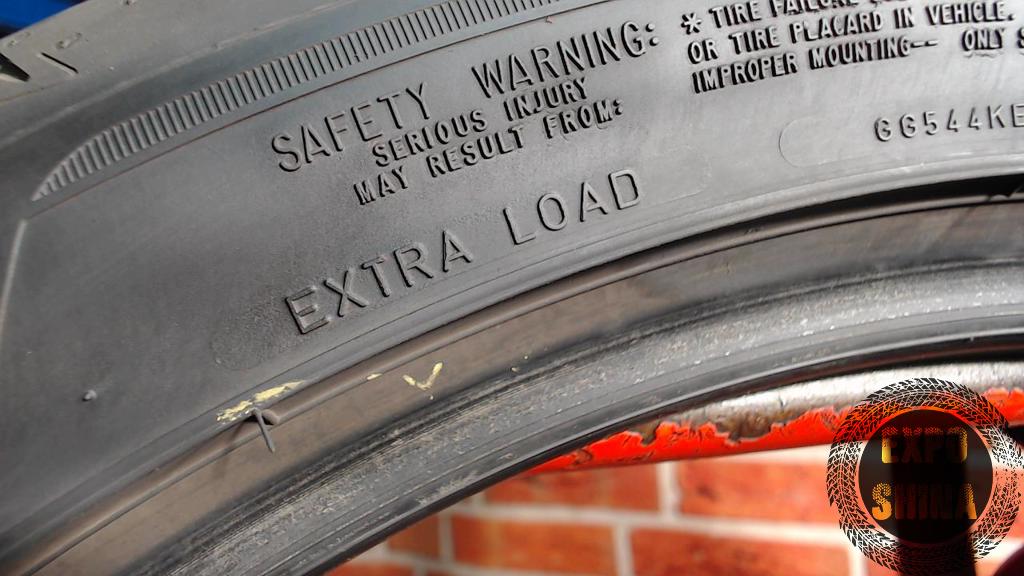 SAFETY WARNING:
SERIOUS INJURY
MAY RESULT FROM:
* TIRE FAILURE
OR TIRE PLACARD IN VEHICLE.
IMPROPER MOUNTING-- ONLY S
EXTRA LOAD
GG544KE
EXPO
SHINA